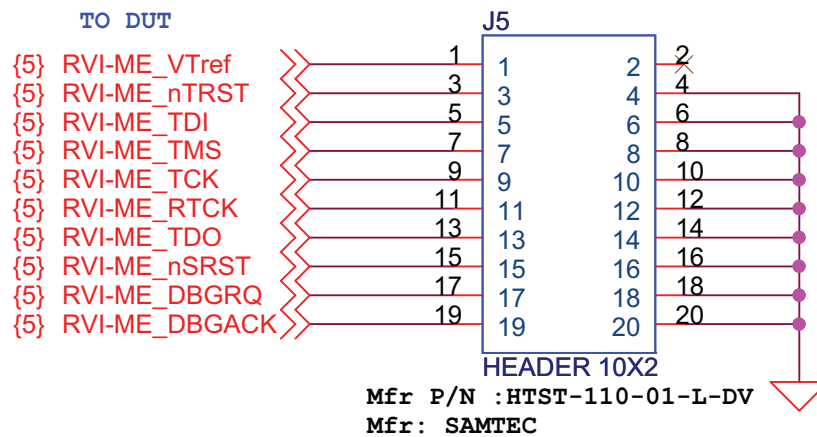 TO DUT
J5
{5} RVI-ME_VTref 1 1 2 2
{5} RVI-ME_nTRST 3 3 4 4
{5} RVI-ME_TDI 5 5 6 6
{5} RVI-ME_TMS 7 7 8 8
{5} RVI-ME_TCK 9 9 10 10
{5} RVI-ME_RTCK 11 11 12 12
{5} RVI-ME_TDO 13 13 14 14
{5} RVI-ME_nSRST 15 15 16 16
{5} RVI-ME_DBGRQ 17 17 18 18
{5} RVI-ME_DBGACK 19 19 20 20
HEADER 10X2
Mfr P/N :HTST-110-01-L-DV
Mfr: SAMTEC